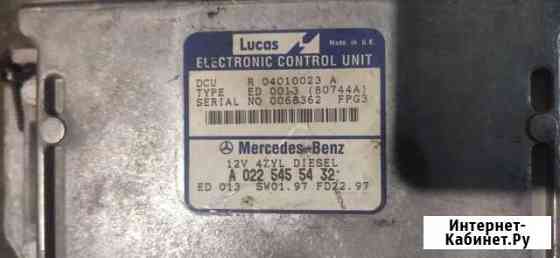 Lucas
Made in U.K.
ELECTRONIC CONTROL UNIT
DCU R 04010023 A
TYPE ED 0013 (80744A)
SERIAL NO 0068362 FPG3
Mercedes-Benz
12V 4ZYL DIESEL
A 022 545 54 32
ED 013 SW01.97 FD22.97
Интернет-
Кабинет.Ру